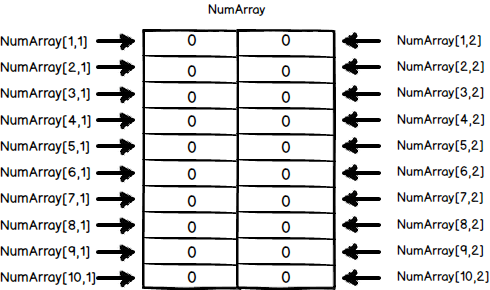 NumArray
NumArray[1,1] 0 0 NumArray[1,2]
NumArray[2,1] 0 0 NumArray[2,2]
NumArray[3,1] 0 0 NumArray[3,2]
NumArray[4,1] 0 0 NumArray[4,2]
NumArray[5,1] 0 0 NumArray[5,2]
NumArray[6,1] 0 0 NumArray[6,2]
NumArray[7,1] 0 0 NumArray[7,2]
NumArray[8,1] 0 0 NumArray[8,2]
NumArray[9,1] 0 0 NumArray[9,2]
NumArray[10,1] 0 0 NumArray[10,2]